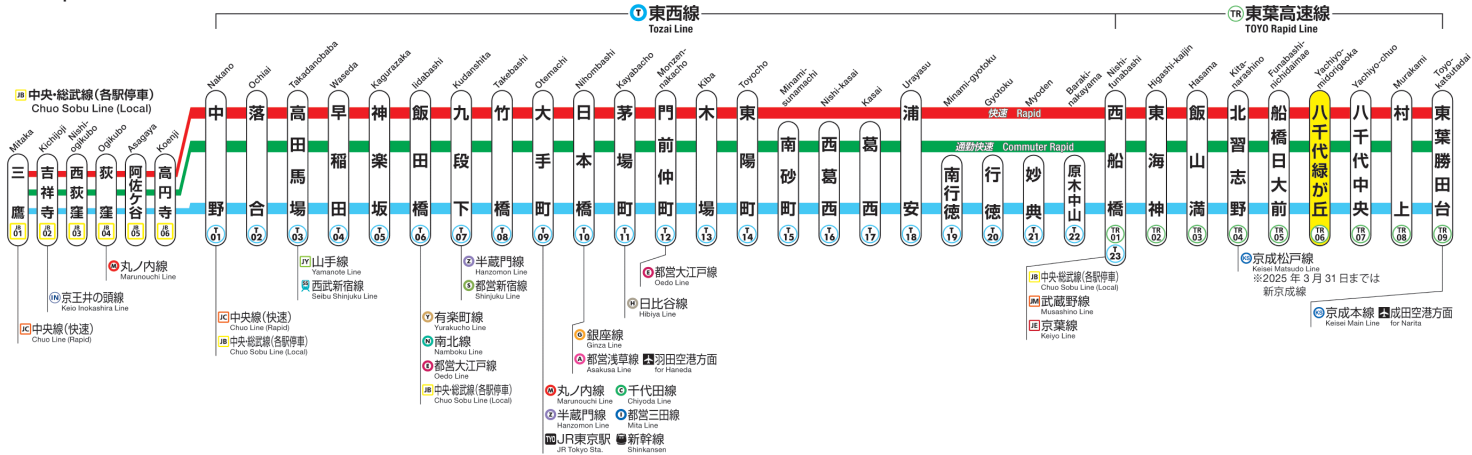 T 東西線
Tozai Line
TR 東葉高速線
TOYO Rapid Line
JB 中央・総武線(各駅停車)
Chuo Sobu Line (Local)
Mitaka
Kichijoji
Nishi-
ogikubo
Ogikubo
Asagaya
Koenji
Nakano
Ochiai
Takadanobaba
Waseda
Kagurazaka
Iidabashi
Kudanshita
Takebashi
Otemachi
Nihombashi
Kayabacho
Monzen-
nakacho
Kiba
Toyocho
Minami-
sunamachi
Nishi-kasai
Kasai
Urayasu
Minami-gyotoku
Gyotoku
Myoden
Baraki-
nakayama
Nishi-
funabashi
Higashi-kaijin
Hasama
Kita-
narashino
Funabashi-
nichidaimae
Yachiyo-
midorigaoka
Yachiyo-chuo
Murakami
Toyo-
katsutadai
快速 Rapid
通勤快速 Commuter Rapid
三鷹
JB 01
吉祥寺
JB 02
西荻窪
JB 03
荻窪
JB 04
阿佐ケ谷
JB 05
高円寺
JB 06
中野
T 01
落合
T 02
高田馬場
T 03
早稲田
T 04
神楽坂
T 05
飯田橋
T 06
九段下
T 07
竹橋
T 08
大手町
T 09
日本橋
T 10
茅場町
T 11
門前仲町
T 12
木場
T 13
東陽町
T 14
南砂町
T 15
西葛西
T 16
葛西
T 17
浦安
T 18
南行徳
T 19
行徳
T 20
妙典
T 21
原木中山
T 22
西船橋
TR 01
T 23
東海神
TR 02
飯山満
TR 03
北習志野
TR 04
船橋日大前
TR 05
八千代緑が丘
TR 06
八千代中央
TR 07
村上
TR 08
東葉勝田台
TR 09
M 丸ノ内線
Marunouchi Line
IN 京王井の頭線
Keio Inokashira Line
JC 中央線(快速)
Chuo Line (Rapid)
JY 山手線
Yamanote Line
SS 西武新宿線
Seibu Shinjuku Line
JC 中央線(快速)
Chuo Line (Rapid)
JB 中央・総武線(各駅停車)
Chuo Sobu Line (Local)
Z 半蔵門線
Hanzomon Line
S 都営新宿線
Shinjuku Line
Y 有楽町線
Yurakucho Line
N 南北線
Namboku Line
E 都営大江戸線
Oedo Line
JB 中央・総武線(各駅停車)
Chuo Sobu Line (Local)
E 都営大江戸線
Oedo Line
H 日比谷線
Hibiya Line
G 銀座線
Ginza Line
A 都営浅草線 羽田空港方面
Asakusa Line for Haneda
M 丸ノ内線 C 千代田線
Marunouchi Line Chiyoda Line
Z 半蔵門線 I 都営三田線
Hanzomon Line Mita Line
TYO JR東京駅 新幹線
JR Tokyo Sta. Shinkansen
JB 中央・総武線(各駅停車)
Chuo Sobu Line (Local)
JM 武蔵野線
Musashino Line
JE 京葉線
Keiyo Line
KS 京成松戸線
Keisei Matsudo Line
※2025 年 3 月 31 日までは
新京成線
KS 京成本線 成田空港方面
Keisei Main Line for Narita